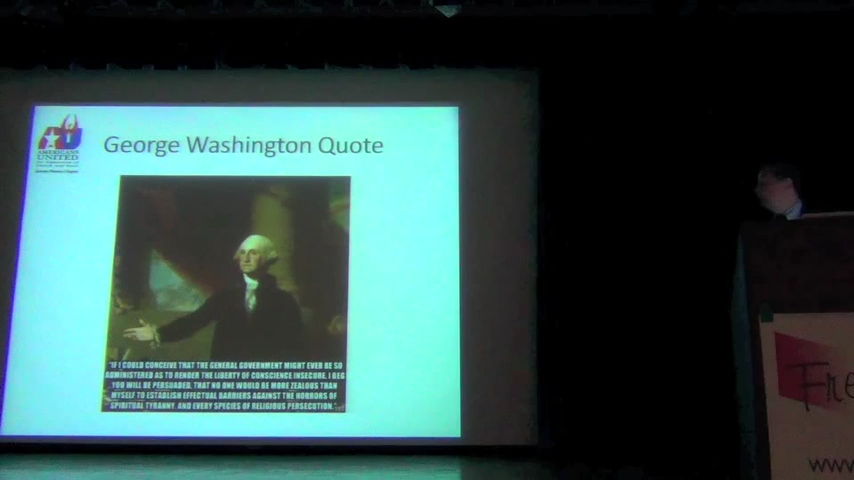 George Washington Quote
AU
AMERICANS
UNITED
"IF I COULD CONCEIVE THAT THE GENERAL GOVERNMENT MIGHT EVER BE SO
ADMINISTERED AS TO RENDER THE LIBERTY OF CONSCIENCE INSECURE, I BEG
YOU WILL BE PERSUADED, THAT NO ONE WOULD BE MORE ZEALOUS THAN
MYSELF TO ESTABLISH EFFECTUAL BARRIERS AGAINST THE HORRORS OF
SPIRITUAL TYRANNY, AND EVERY SPECIES OF RELIGIOUS PERSECUTION."
Fre
www